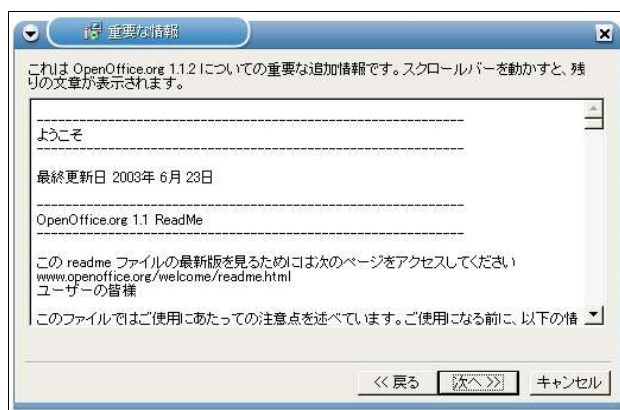 重要な情報
これは OpenOffice.org 1.1.2 についての重要な追加情報です。スクロールバーを動かすと、残
りの文章が表示されます。
------------------------------------------------------------
ようこそ
------------------------------------------------------------
最終更新日 2003年 6月 23日
------------------------------------------------------------
OpenOffice.org 1.1 ReadMe
------------------------------------------------------------
この readme ファイルの最新版を見るためには次のページをアクセスしてください
www.openoffice.org/welcome/readme.html
ユーザーの皆様
このファイルではご使用にあたっての注意点を述べています。ご使用になる前に、以下の情
<< 戻る 次へ >> キャンセル